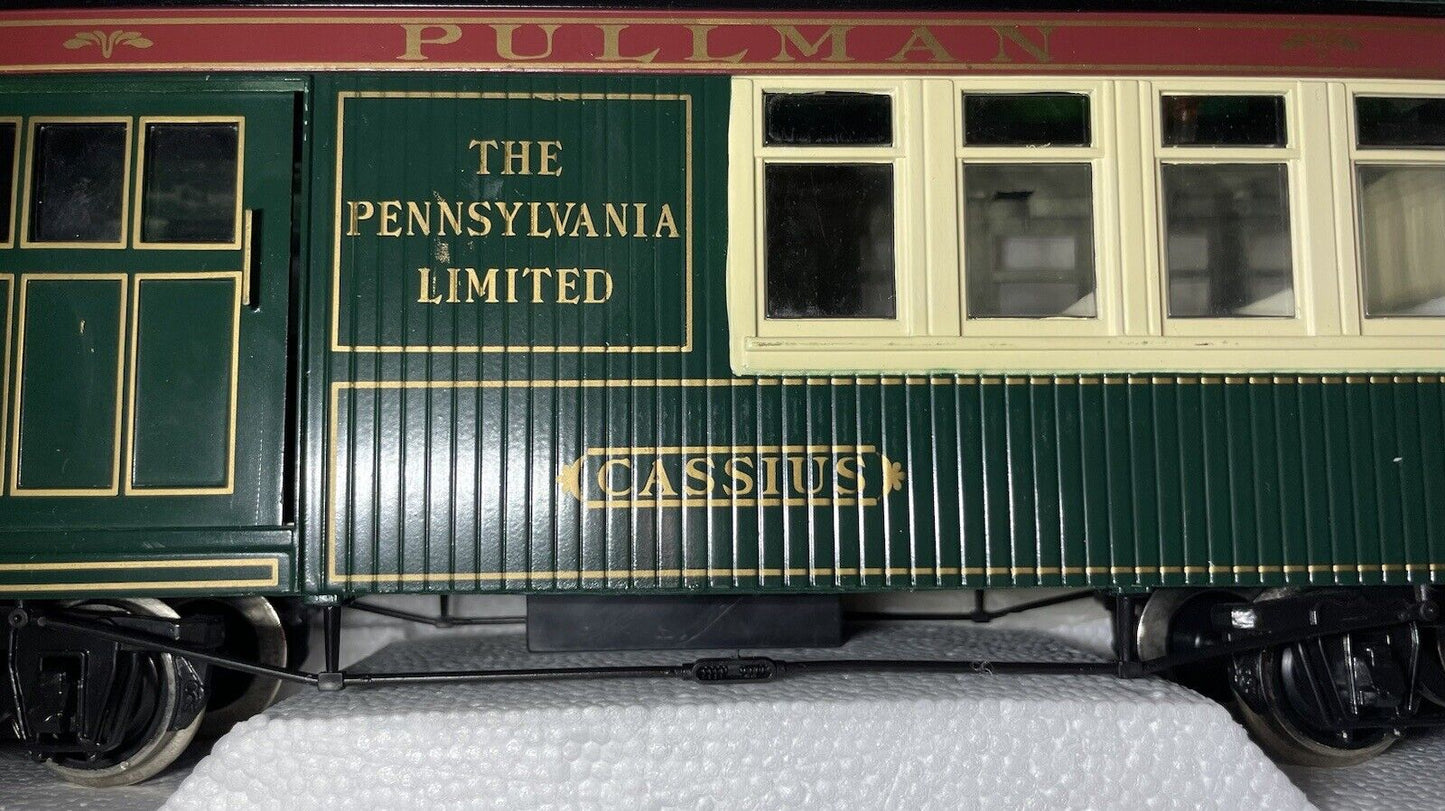 PULLMAN
THE
PENNSYLVANIA
LIMITED
CASSIUS